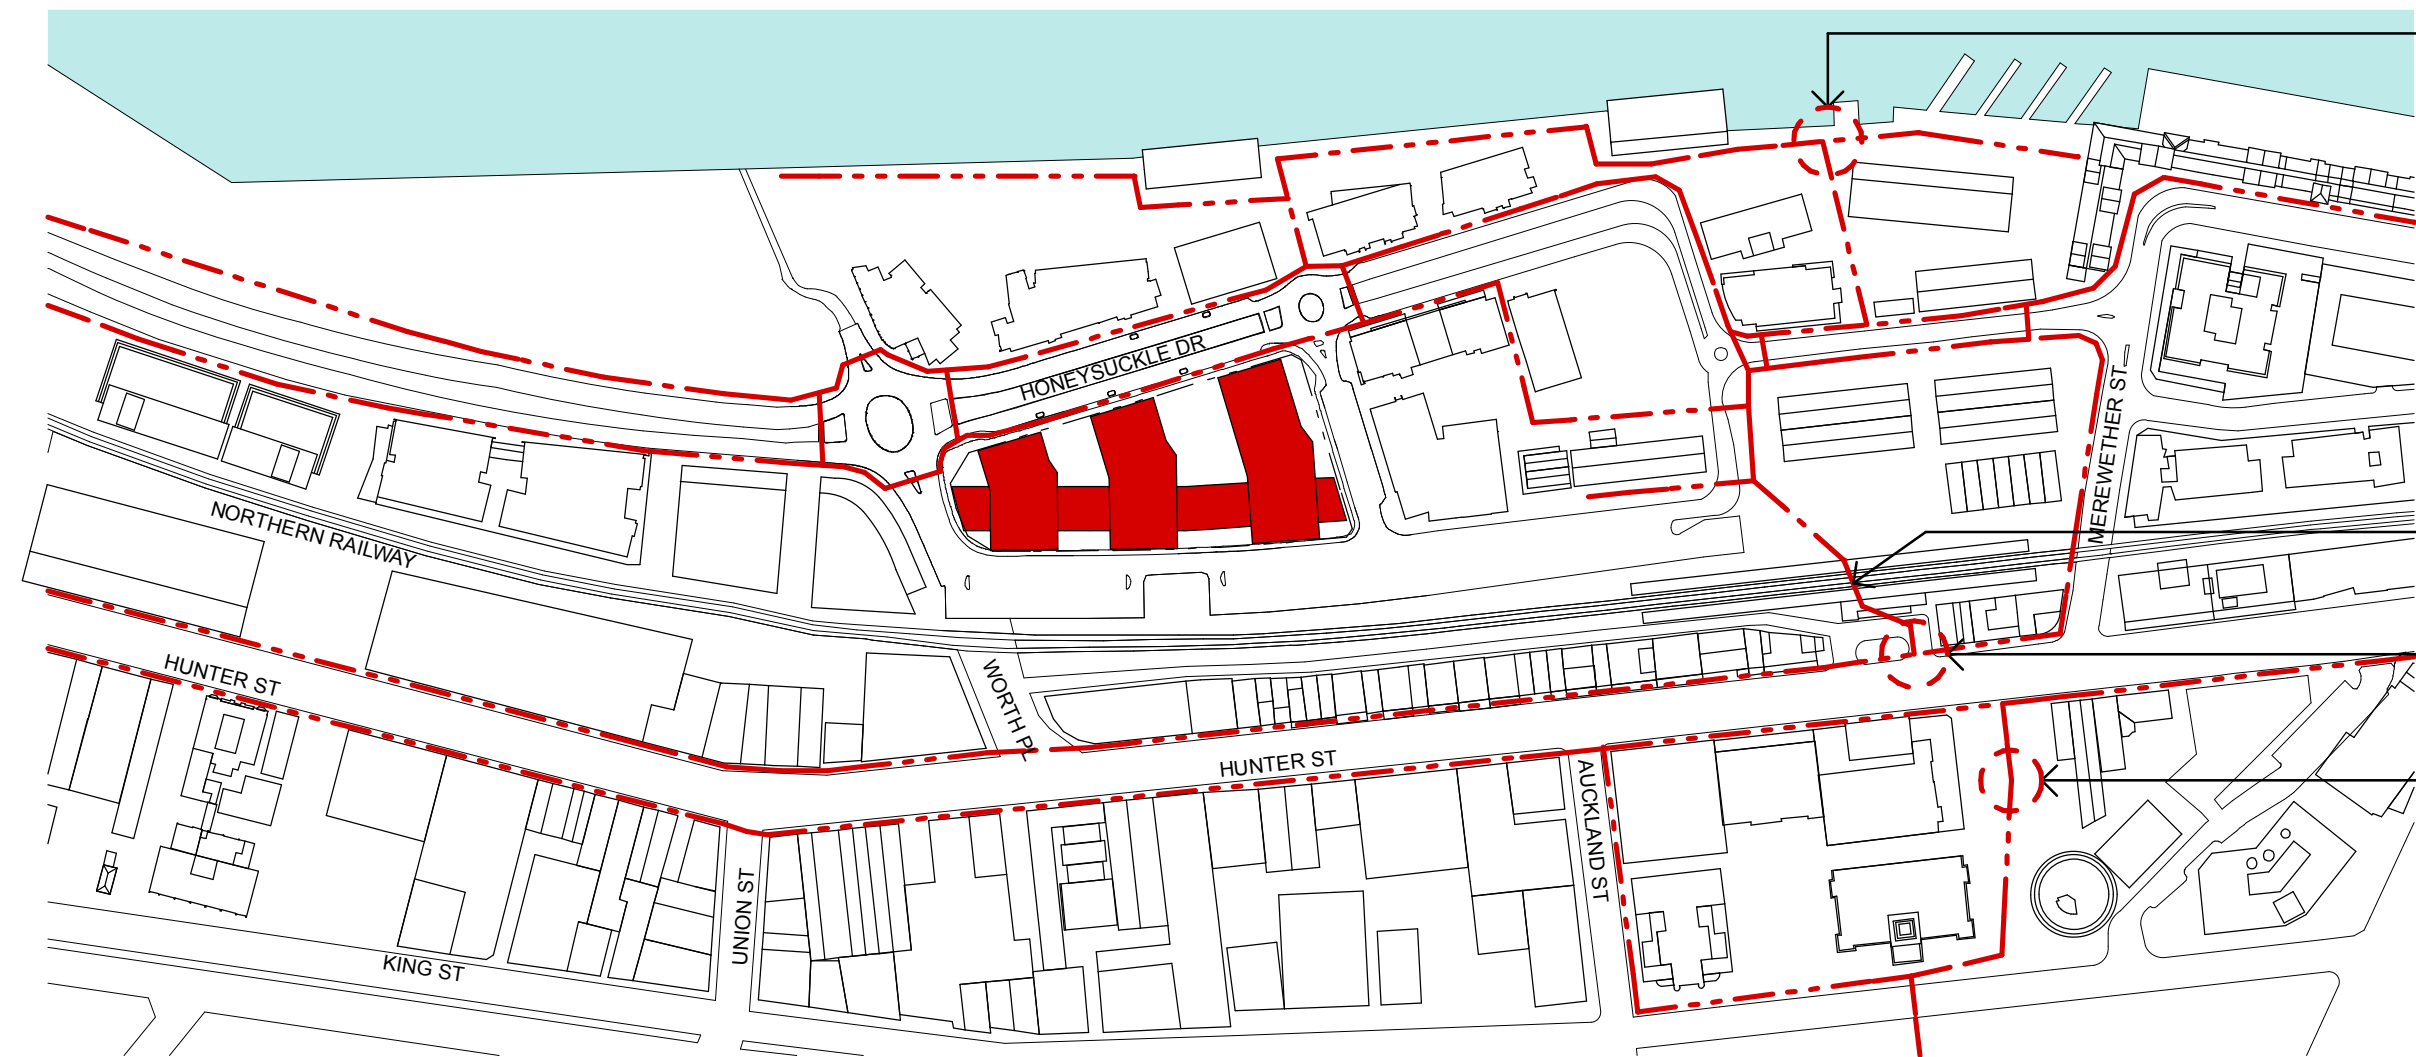 HONEYSUCKLE DR
MEREWETHER ST
NORTHERN RAILWAY
HUNTER ST
WORTH PL
HUNTER ST
AUCKLAND ST
UNION ST
KING ST